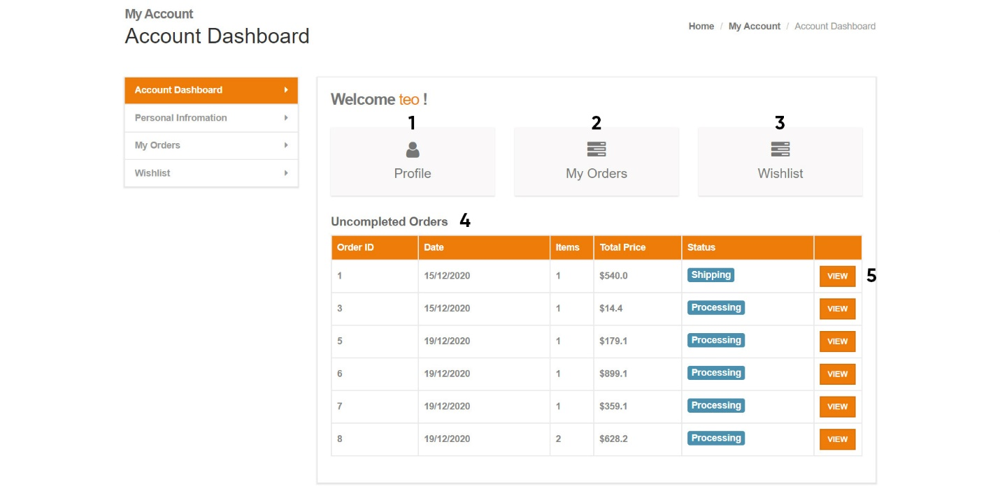 My Account
Account Dashboard
Home / My Account / Account Dashboard
Account Dashboard
Personal Infromation
My Orders
Wishlist
Welcome teo !
1 2 3
Profile My Orders Wishlist
Uncompleted Orders 4
Order ID Date Items Total Price Status
1 15/12/2020 1 $540.0 Shipping VIEW 5
3 15/12/2020 1 $14.4 Processing VIEW
5 19/12/2020 1 $179.1 Processing VIEW
6 19/12/2020 1 $899.1 Processing VIEW
7 19/12/2020 1 $359.1 Processing VIEW
8 19/12/2020 2 $628.2 Processing VIEW